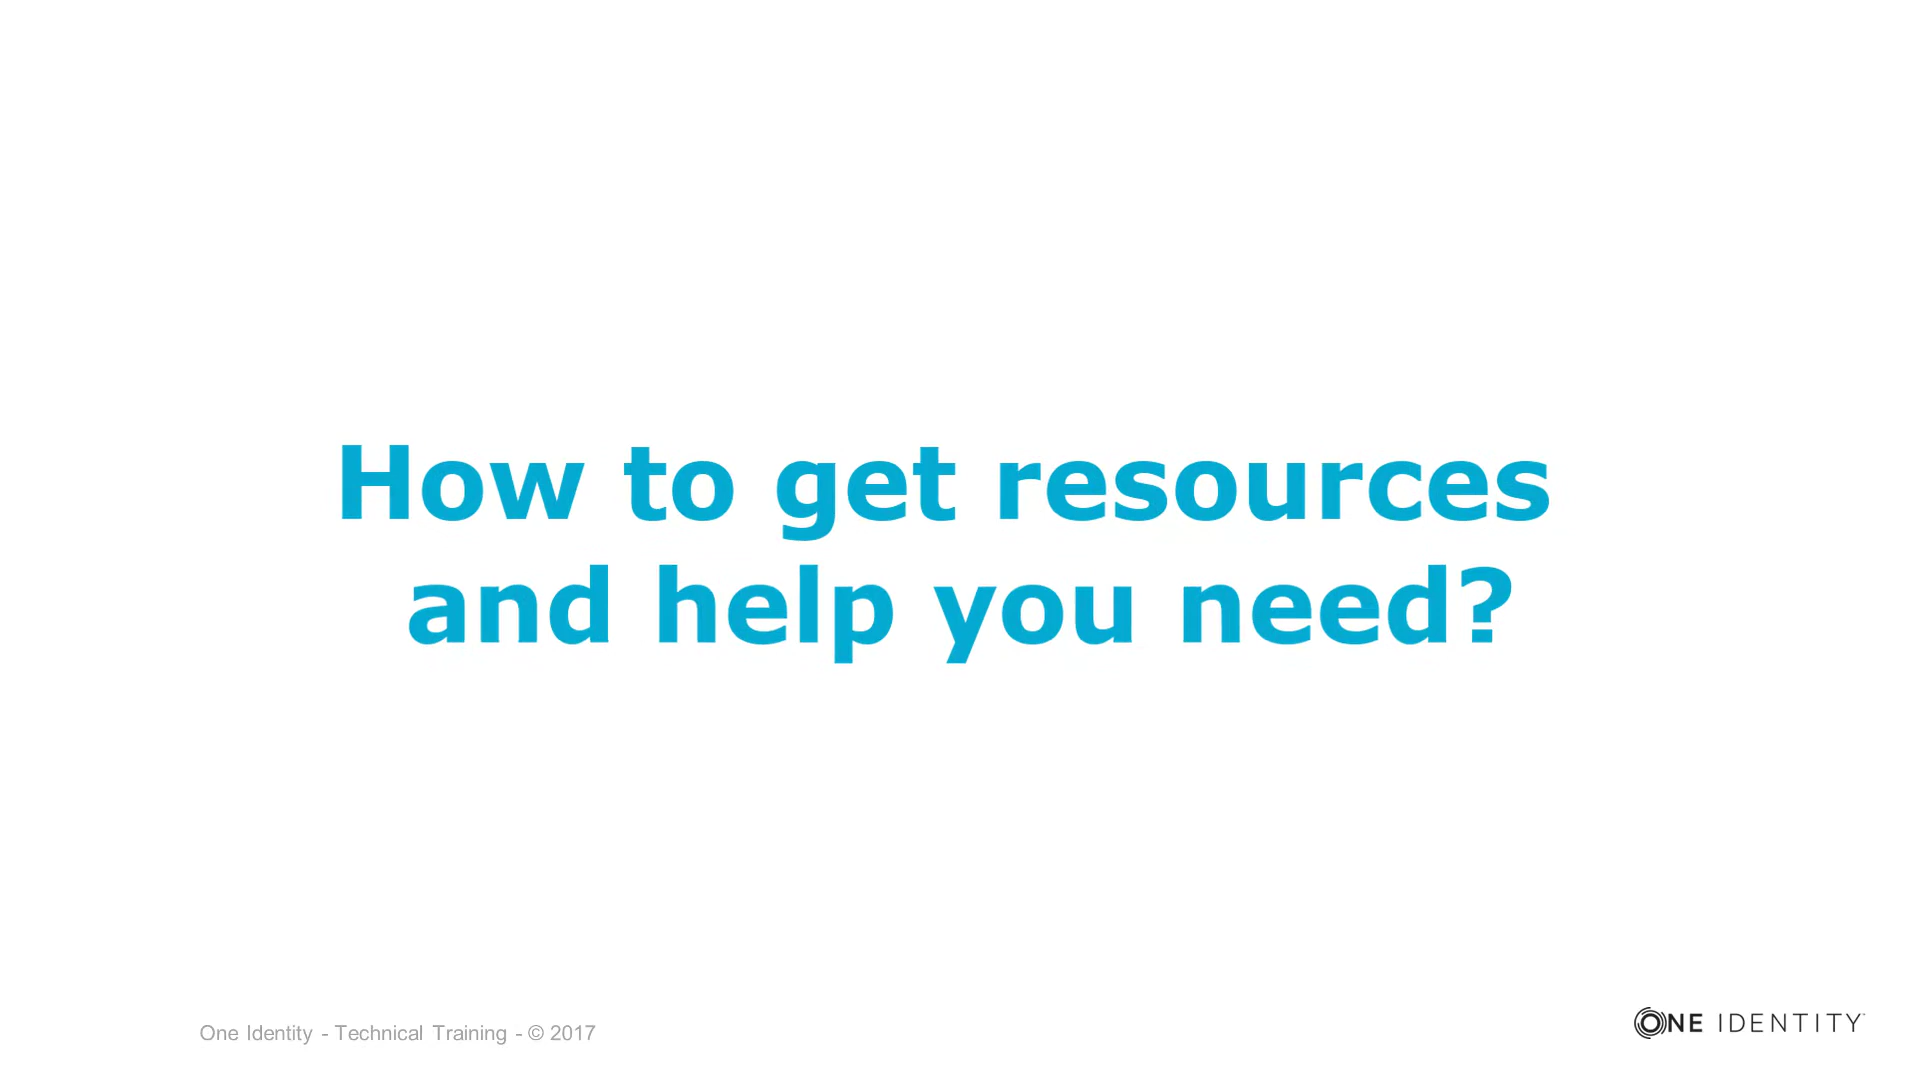 How to get resources
and help you need?
One Identity - Technical Training - © 2017
ONE IDENTITY